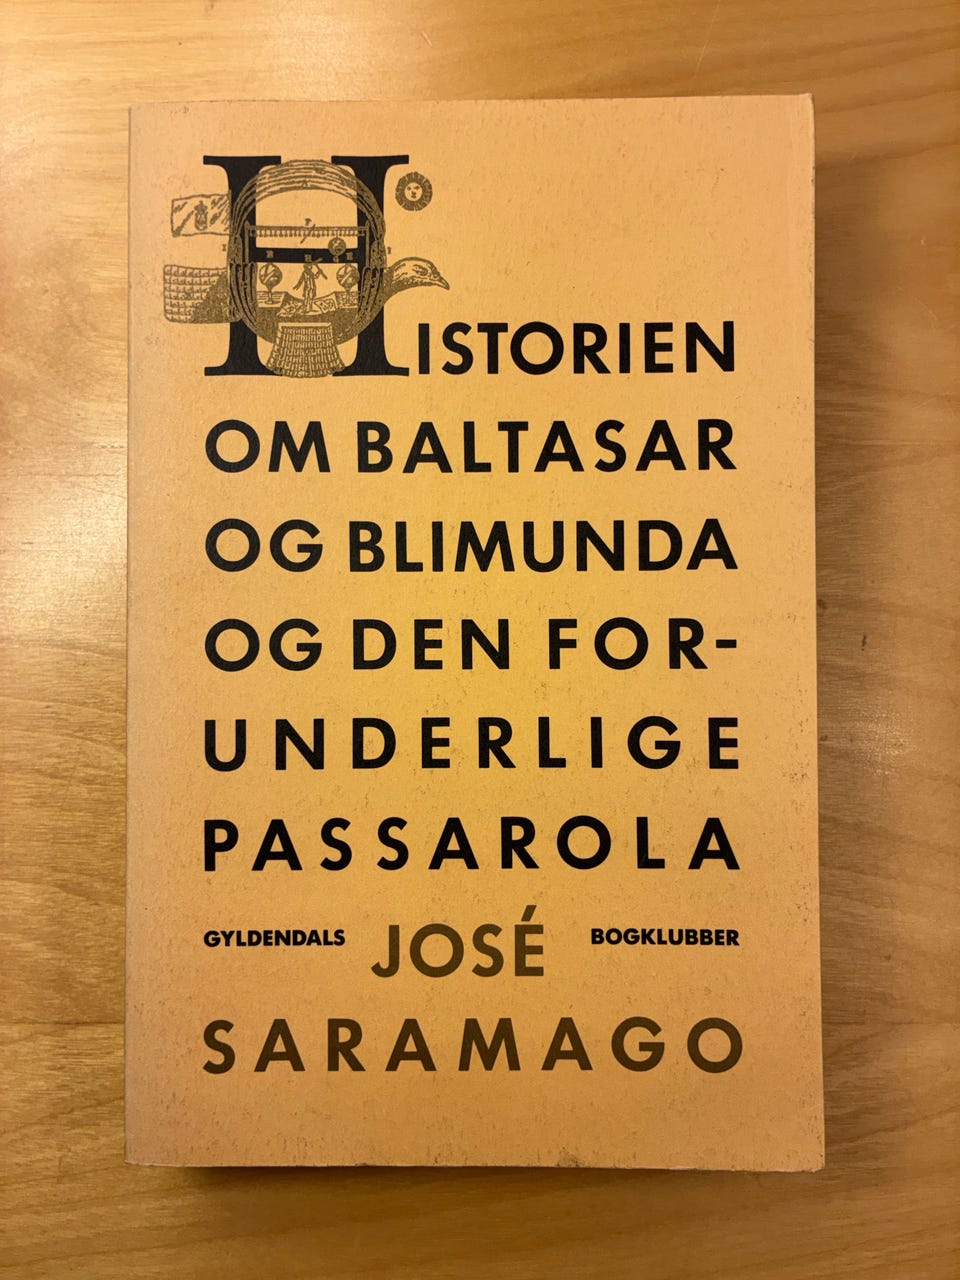 HISTORIEN
OM BALTASAR
OG BLIMUNDA
OG DEN FOR-
UNDERLIGE
PASSAROLA
GYLDENDALS JOSÉ BOGKLUBBER
SARAMAGO